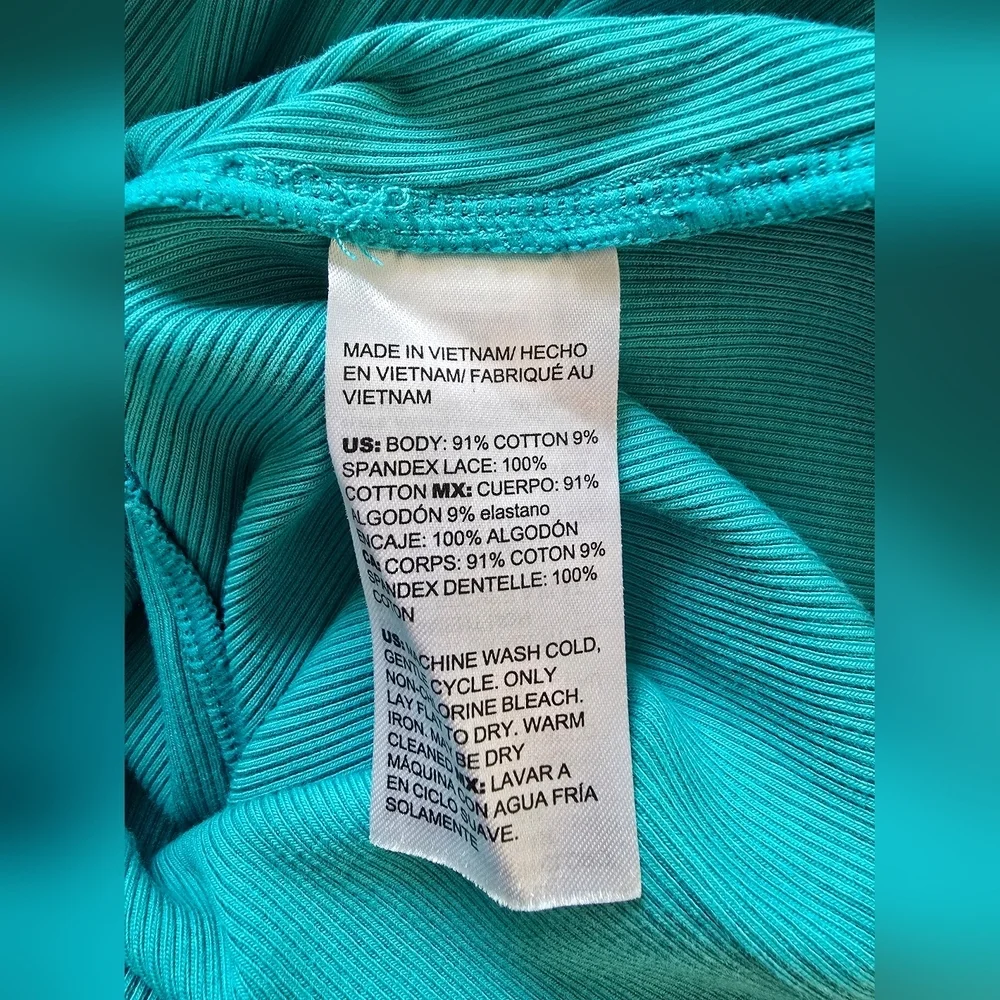 MADE IN VIETNAM/ HECHO
EN VIETNAM/ FABRIQUÉ AU
VIETNAM
US: BODY: 91% COTTON 9%
SPANDEX LACE: 100%
COTTON MX: CUERPO: 91%
ALGODÓN 9% elastano
ENCAJE: 100% ALGODÓN
CA: CORPS: 91% COTON 9%
SPANDEX DENTELLE: 100%
COTON
US: MACHINE WASH COLD,
GENTLE CYCLE. ONLY
NON-CHLORINE BLEACH.
LAY FLAT TO DRY. WARM
IRON. MAY BE DRY
CLEANED MX: LAVAR A
MÁQUINA CON AGUA FRÍA
EN CICLO SUAVE.
SOLAMENTE